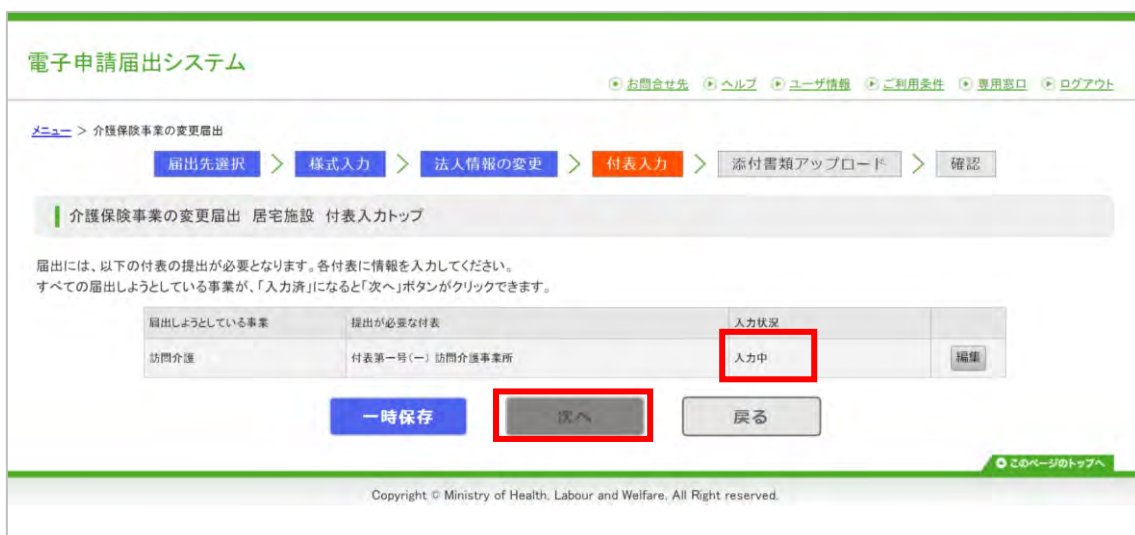 電子申請届出システム
お問合せ先 ヘルプ ユーザ情報 ご利用条件 専用窓口 ログアウト
メニュー > 介護保険事業の変更届出
届出先選択 > 様式入力 > 法人情報の変更 > 付表入力 > 添付書類アップロード > 確認
介護保険事業の変更届出 居宅施設 付表入力トップ
届出には、以下の付表の提出が必要となります。各付表に情報を入力してください。
すべての届出しようとしている事業が、「入力済」になると「次へ」ボタンがクリックできます。
届出しようとしている事業 提出が必要な付表 入力状況
訪問介護 付表第一号(一) 訪問介護事業所 入力中 編集
一時保存 次へ 戻る
このページのトップへ
Copyright © Ministry of Health, Labour and Welfare, All Right reserved.